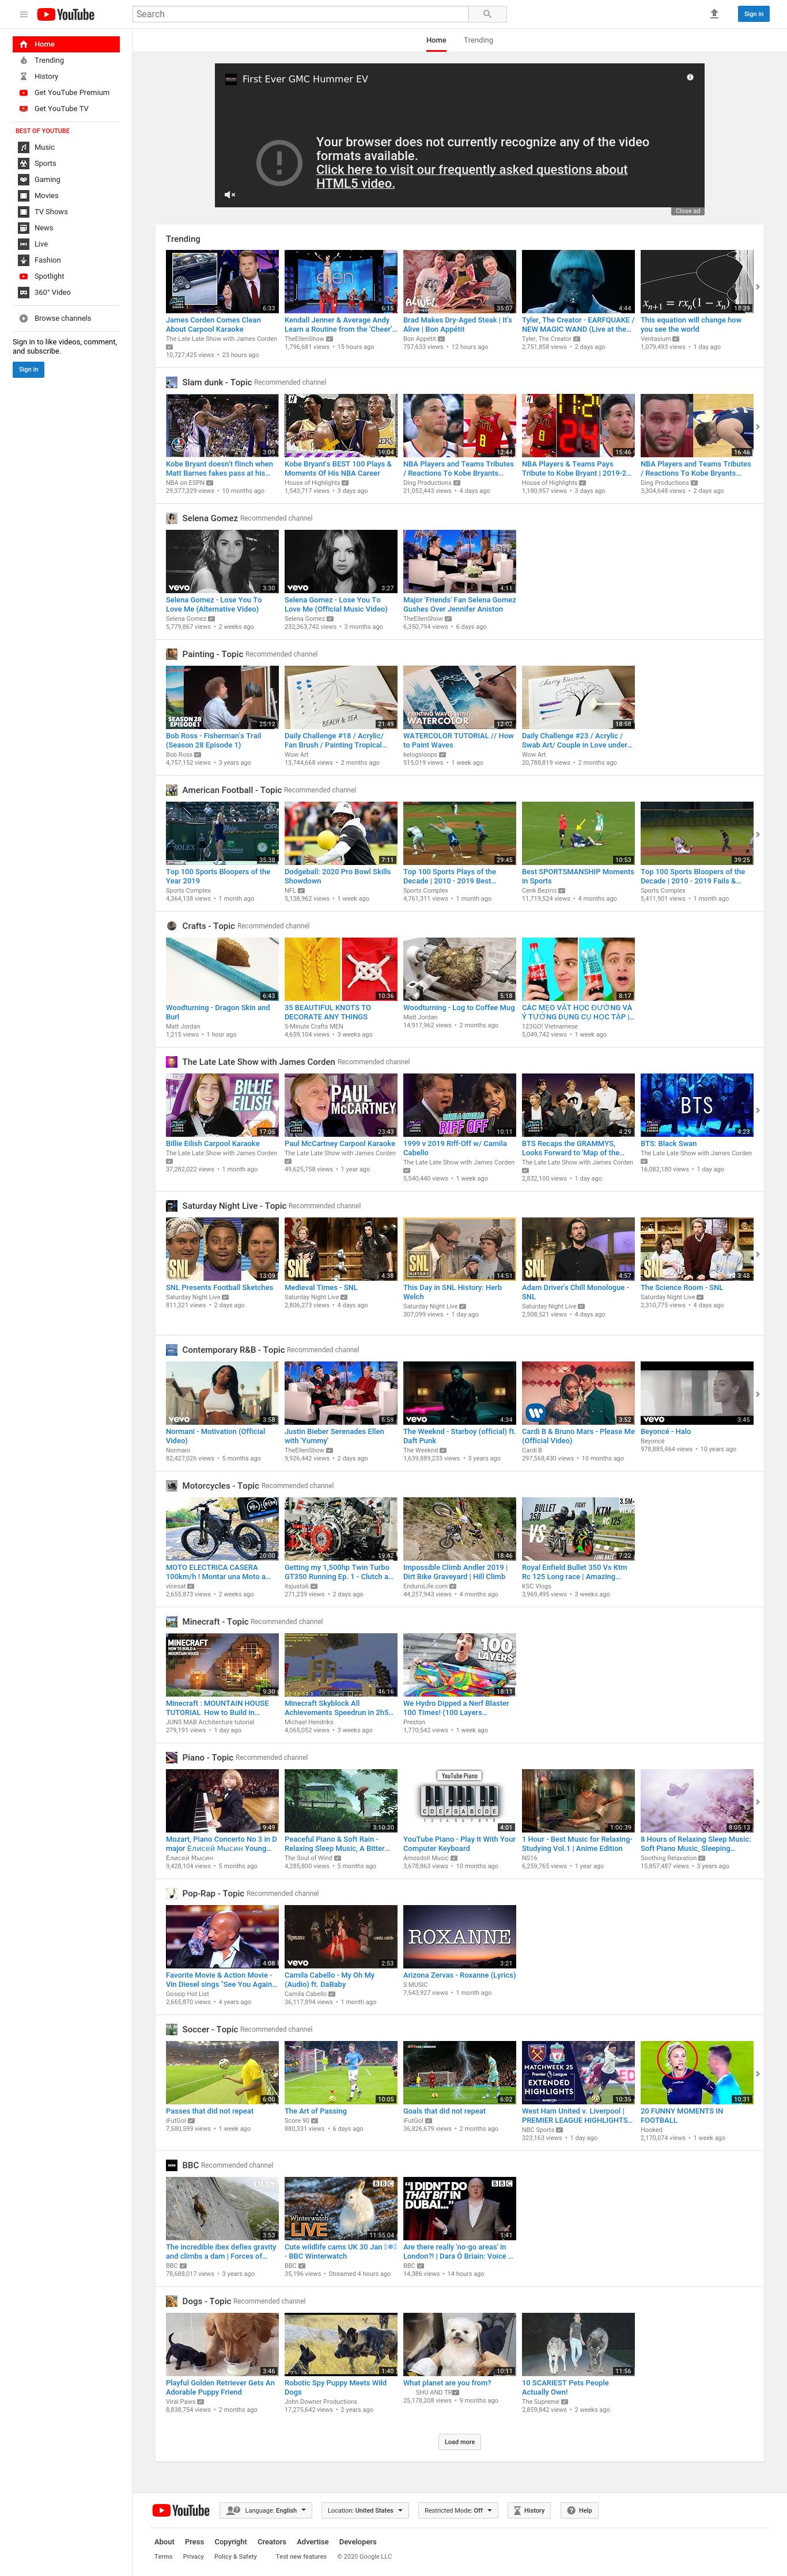 YouTube
Search
Sign in
Home
Trending
Home
Trending
History
Get YouTube Premium
Get YouTube TV
BEST OF YOUTUBE
Music
Sports
Gaming
Movies
TV Shows
News
Live
Fashion
Spotlight
360° Video
Browse channels
Sign in to like videos, comment,
and subscribe.
Sign in
First Ever GMC Hummer EV
Your browser does not currently recognize any of the video
formats available.
Click here to visit our frequently asked questions about
HTML5 video.
Close ad
Trending
6:33
6:15
35:07
4:44
18:39
James Corden Comes Clean
About Carpool Karaoke
The Late Late Show with James Corden
10,727,425 views • 23 hours ago
Kendall Jenner & Average Andy
Learn a Routine from the 'Cheer'...
TheEllenShow
1,796,681 views • 15 hours ago
Brad Makes Dry-Aged Steak | It's
Alive | Bon Appétit
Bon Appétit
757,633 views • 12 hours ago
Tyler, The Creator - EARFQUAKE /
NEW MAGIC WAND (Live at the...
Tyler, The Creator
2,751,858 views • 2 days ago
This equation will change how
you see the world
Veritasium
1,079,493 views • 1 day ago
Slam dunk - Topic Recommended channel
3:09
19:04
12:44
15:46
16:46
Kobe Bryant doesn't flinch when
Matt Barnes fakes pass at his...
NBA on ESPN
29,377,329 views • 10 months ago
Kobe Bryant's BEST 100 Plays &
Moments Of His NBA Career
House of Highlights
1,543,717 views • 3 days ago
NBA Players and Teams Tributes
/ Reactions To Kobe Bryants...
Ding Productions
21,052,443 views • 4 days ago
NBA Players & Teams Pays
Tribute to Kobe Bryant | 2019-2...
House of Highlights
1,180,957 views • 3 days ago
NBA Players and Teams Tributes
/ Reactions To Kobe Bryants...
Ding Productions
3,304,648 views • 2 days ago
Selena Gomez Recommended channel
vevo
3:30
vevo
3:27
4:11
Selena Gomez - Lose You To
Love Me (Alternative Video)
Selena Gomez
5,779,867 views • 2 weeks ago
Selena Gomez - Lose You To
Love Me (Official Music Video)
Selena Gomez
232,363,742 views • 3 months ago
Major 'Friends' Fan Selena Gomez
Gushes Over Jennifer Aniston
TheEllenShow
6,350,794 views • 6 days ago
Painting - Topic Recommended channel
SEASON 28
EPISODE 1
25:12
BEACH & SEA
21:49
PAINTING WAVES WITH
WATERCOLOR
12:02
Cherry blossom
18:58
Bob Ross - Fisherman's Trail
(Season 28 Episode 1)
Bob Ross
4,757,152 views • 3 years ago
Daily Challenge #18 / Acrylic/
Fan Brush / Painting Tropical...
Wow Art
13,744,668 views • 2 months ago
WATERCOLOR TUTORIAL // How
to Paint Waves
kelogsloops
515,019 views • 1 week ago
Daily Challenge #23 / Acrylic /
Swab Art/ Couple in Love under...
Wow Art
20,788,819 views • 2 months ago
American Football - Topic Recommended channel
35:38
7:11
29:45
10:53
39:25
Top 100 Sports Bloopers of the
Year 2019
Sports Complex
4,364,138 views • 1 month ago
Dodgeball: 2020 Pro Bowl Skills
Showdown
NFL
5,138,962 views • 1 week ago
Top 100 Sports Plays of the
Decade | 2010 - 2019 Best...
Sports Complex
4,761,311 views • 1 month ago
Best SPORTSMANSHIP Moments
in Sports
Cenk Bezirci
11,719,524 views • 4 months ago
Top 100 Sports Bloopers of the
Decade | 2010 - 2019 Fails &...
Sports Complex
5,411,901 views • 1 month ago
Crafts - Topic Recommended channel
6:43
10:36
5:18
8:17
Woodturning - Dragon Skin and
Burl
Matt Jordan
1,215 views • 1 hour ago
35 BEAUTIFUL KNOTS TO
DECORATE ANY THINGS
5-Minute Crafts MEN
4,659,104 views • 3 weeks ago
Woodturning - Log to Coffee Mug
Matt Jordan
14,917,962 views • 2 months ago
CÁC MẸO VẶT HỌC ĐƯỜNG VÀ
Ý TƯỞNG DỤNG CỤ HỌC TẬP |...
123GO! Vietnamese
5,049,742 views • 1 week ago
The Late Late Show with James Corden Recommended channel
BILLIE
EILISH
17:05
PAUL
McCARTNEY
23:43
CAMILA CABELLO
RIFF OFF
10:11
4:29
BTS
4:23
Billie Eilish Carpool Karaoke
The Late Late Show with James Corden
37,282,022 views • 1 month ago
Paul McCartney Carpool Karaoke
The Late Late Show with James Corden
49,625,758 views • 1 year ago
1999 v 2019 Riff-Off w/ Camila
Cabello
The Late Late Show with James Corden
5,540,440 views • 1 week ago
BTS Recaps the GRAMMYS,
Looks Forward to 'Map of the...
The Late Late Show with James Corden
2,832,100 views • 1 day ago
BTS: Black Swan
The Late Late Show with James Corden
16,082,180 views • 1 day ago
Saturday Night Live - Topic Recommended channel
SNL
13:09
SNL
4:38
SNL
14:51
SNL
4:57
SNL
3:48
SNL Presents Football Sketches
Saturday Night Live
811,321 views • 2 days ago
Medieval Times - SNL
Saturday Night Live
2,806,273 views • 4 days ago
This Day in SNL History: Herb
Welch
Saturday Night Live
307,099 views • 1 day ago
Adam Driver's Chill Monologue -
SNL
Saturday Night Live
2,508,521 views • 4 days ago
The Science Room - SNL
Saturday Night Live
2,310,775 views • 4 days ago
Contemporary R&B - Topic Recommended channel
vevo
3:58
6:59
vevo
4:34
3:52
vevo
3:45
Normani - Motivation (Official
Video)
Normani
82,427,026 views • 5 months ago
Justin Bieber Serenades Ellen
with 'Yummy'
TheEllenShow
9,926,442 views • 2 days ago
The Weeknd - Starboy (official) ft.
Daft Punk
The Weeknd
1,639,889,233 views • 3 years ago
Cardi B & Bruno Mars - Please Me
(Official Video)
Cardi B
297,568,430 views • 10 months ago
Beyoncé - Halo
Beyoncé
978,885,464 views • 10 years ago
Motorcycles - Topic Recommended channel
20:00
19:42
18:46
BULLET
350
VS
FIGHT
KTM
RC 125
3.5M+
LONG RACE
7:22
MOTO ELECTRICA CASERA
100km/h ! Montar una Moto a...
vicesat
2,655,873 views • 2 weeks ago
Getting my 1,500hp Twin Turbo
GT350 Running Ep. 1 - Clutch a...
itsjusta6
271,239 views • 2 days ago
Impossible Climb Andler 2019 |
Dirt Bike Graveyard | Hill Climb
EnduroLife.com
44,257,943 views • 4 months ago
Royal Enfield Bullet 350 Vs Ktm
Rc 125 Long race | Amazing...
KSC Vlogs
3,969,495 views • 3 weeks ago
Minecraft - Topic Recommended channel
MINECRAFT
HOW TO BUILD A
MOUNTAIN HOUSE
9:30
46:16
100
LAYERS
18:11
Minecraft : MOUNTAIN HOUSE
TUTORIAL How to Build in...
JUNS MAB Architecture tutorial
279,191 views • 1 day ago
Minecraft Skyblock All
Achievements Speedrun in 2h5...
Michael Hendriks
4,065,052 views • 3 weeks ago
We Hydro Dipped a Nerf Blaster
100 Times! (100 Layers...
Preston
1,770,542 views • 1 week ago
Piano - Topic Recommended channel
9:49
3:10:30
YouTube Piano
C D E F G A B C D E
4:01
1:00:39
8:05:13
Mozart, Piano Concerto No 3 in D
major Елисей Мысин Young...
Елисей Мысин
9,428,104 views • 5 months ago
Peaceful Piano & Soft Rain -
Relaxing Sleep Music, A Bitter...
The Soul of Wind
4,285,800 views • 5 months ago
YouTube Piano - Play It With Your
Computer Keyboard
Amosdoll Music
3,678,863 views • 10 months ago
1 Hour - Best Music for Relaxing-
Studying Vol.1 | Anime Edition
NS16
6,259,765 views • 1 year ago
8 Hours of Relaxing Sleep Music:
Soft Piano Music, Sleeping...
Soothing Relaxation
15,857,487 views • 3 years ago
Pop-Rap - Topic Recommended channel
4:08
vevo
2:53
ROXANNE
3:21
Favorite Movie & Action Movie -
Vin Diesel sings "See You Again...
Gossip Hot List
2,665,870 views • 4 years ago
Camila Cabello - My Oh My
(Audio) ft. DaBaby
Camila Cabello
36,117,894 views • 1 month ago
Arizona Zervas - Roxanne (Lyrics)
S MUSIC
7,543,927 views • 1 month ago
Soccer - Topic Recommended channel
6:00
10:05
6:02
MATCHWEEK 25
EXTENDED
HIGHLIGHTS
10:35
10:31
Passes that did not repeat
iFutGol
7,580,599 views • 1 week ago
The Art of Passing
Score 90
880,331 views • 6 days ago
Goals that did not repeat
iFutGol
36,826,679 views • 2 months ago
West Ham United v. Liverpool |
PREMIER LEAGUE HIGHLIGHTS...
NBC Sports
323,163 views • 1 day ago
20 FUNNY MOMENTS IN
FOOTBALL
Hooked
2,170,074 views • 1 week ago
BBC Recommended channel
3:53
BBC
Winterwatch
LIVE
11:55:04
"I DIDN'T DO
THAT BIT IN
DUBAI..."
BBC
1:41
The incredible ibex defies gravity
and climbs a dam | Forces of...
BBC
78,688,017 views • 3 years ago
Cute wildlife cams UK 30 Jan
- BBC Winterwatch
BBC
35,196 views • Streamed 4 hours ago
Are there really 'no-go areas' in
London?! | Dara Ó Briain: Voice ...
BBC
14,386 views • 14 hours ago
Dogs - Topic Recommended channel
3:46
1:40
10:11
11:56
Playful Golden Retriever Gets An
Adorable Puppy Friend
Viral Paws
8,838,754 views • 2 months ago
Robotic Spy Puppy Meets Wild
Dogs
John Downer Productions
17,275,642 views • 2 years ago
What planet are you from?
SHU AND TR
25,178,208 views • 9 months ago
10 SCARIEST Pets People
Actually Own!
The Supreme
2,859,842 views • 2 weeks ago
Load more
YouTube
Language: English
Location: United States
Restricted Mode: Off
History
Help
About Press Copyright Creators Advertise Developers
Terms Privacy Policy & Safety Test new features © 2020 Google LLC